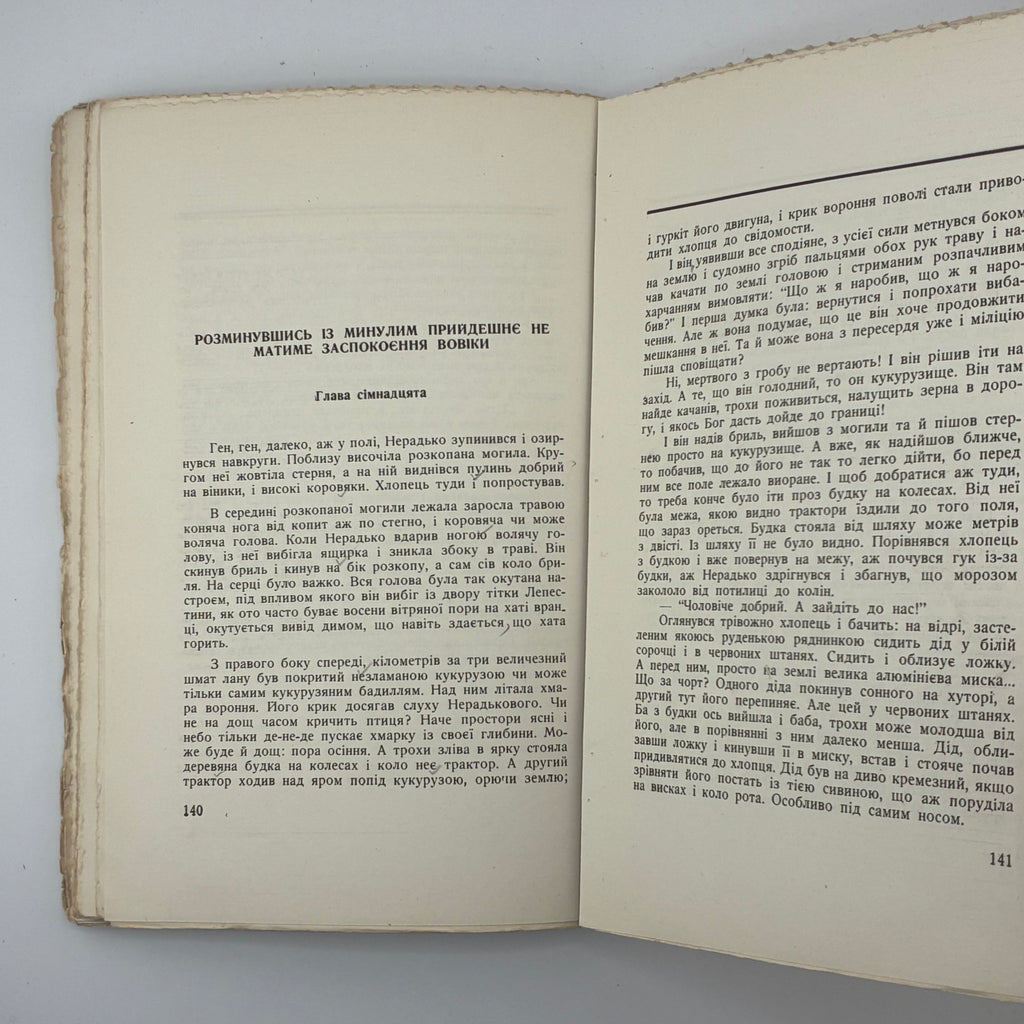 РОЗМИНУВШИСЬ ІЗ МИНУЛИМ ПРИЙДЕШНЄ НЕ
МАТИМЕ ЗАСПОКОЄННЯ ВОВІКИ
Глава сімнадцята
Ген, ген, далеко, аж у полі, Нерадько зупинився і озир-
нувся навкруги. Поблизу височіла розкопана могила. Кру-
гом неї жовтіла стерня, а на ній виднівся пулинь добрий
на віники, і високі коровяки. Хлопець туди і попростував.
В середині розкопаної могили лежала заросла травою
коняча нога від копит аж по стегно, і коровяча чи може
воляча голова. Коли Нерадько вдарив ногою волячу го-
лову, із неї вибігла ящирка і зникла збоку в траві. Він
скинув бриль і кинув на бік розкопу, а сам сів коло бри-
ля. На серці було важко. Вся голова була так окутана на-
строєм, під впливом якого він вибіг із двору тітки Лепес-
тини, як ото часто буває восени вітряної пори на хаті вран-
ці, окутується вивід димом, що навіть здається, що хата
горить.
З правого боку спереді, кілометрів за три величезний
шмат лану був покритий незламаною кукурузою чи може
тільки самим кукурузяним бадиллям. Над ним літала хма-
ра вороння. Його крик досягав слуху Нерадькового. Чи
не на дощ часом кричить птиця? Наче простори ясні і
небо тільки де-не-де пускає хмарку із своєї глибини. Мо-
же буде й дощ: пора осіння. А трохи зліва в ярку стояла
деревяна будка на колесах і коло неє трактор. А другий
трактор ходив над яром попід кукурузою, орючи землю;
140
і гуркіт його двигуна, і крик вороння поволі стали приво-
дити хлопця до свідомости.
І він, уявивши все сподіяне, з усієї сили метнувся боком
на землю і судомно згріб пальцями обох рук траву і на-
чав качати по землі головою і стриманим розпачливим
харчанням вимовляти: “Що ж я наробив, що ж я наро-
бив?” І перша думка була: вернутися і попрохати виба-
чення. Але ж вона подумає, що це він хоче продовжити
мешкання в неї. Та й може вона з пересердя уже і міліцію
пішла сповіщати?
Ні, мертвого з гробу не вертають! І він рішив іти на
захід. А те, що він голодний, то он кукурузище. Він там
найде качанів, трохи поживиться, налущить зерна в доро-
гу, і якось Бог дасть дойде до границі!
І він надів бриль, вийшов з могили та й пішов стер-
нею просто на кукурузище. А вже, як надійшов ближче,
то побачив, що до його не так то легко дійти, бо перед
ним все поле лежало виоране. І щоб добратися аж туди,
то треба конче було іти проз будку на колесах. Від неї
була межа, якою видно трактори їздили до того поля,
що зараз ореться. Будка стояла від шляху може метрів
з двісті. Із шляху її не було видно. Порівнявся хлопець
з будкою і вже повернув на межу, аж почувся гук із-за
будки, аж Нерадько здрігнувся і збагнув, що морозом
закололо від потилиці до колін.
— “Чоловіче добрий. А зайдіть до нас!”
Оглянувся трівожно хлопець і бачить: на відрі, засте-
леним якоюсь руденькою ряднинкою сидить дід у білій
сорочці і в червоних штанях. Сидить і облизує ложку.
А перед ним, просто на землі велика алюмінієва миска...
Що за чорт? Одного діда покинув сонного на хуторі, а
другий тут його перепиняє. Але цей у червоних штанях.
Ба з будки ось вийшла і баба, трохи може молодша від
його, але в порівнянні з ним далеко менша. Дід, обли-
завши ложку і кинувши її в миску, встав і стояче почав
придивлятися до хлопця. Дід був на диво кремезний, якщо
зрівняти його постать із тією сивиною, що аж поруділа
на висках і коло рота. Особливо під самим носом.
141